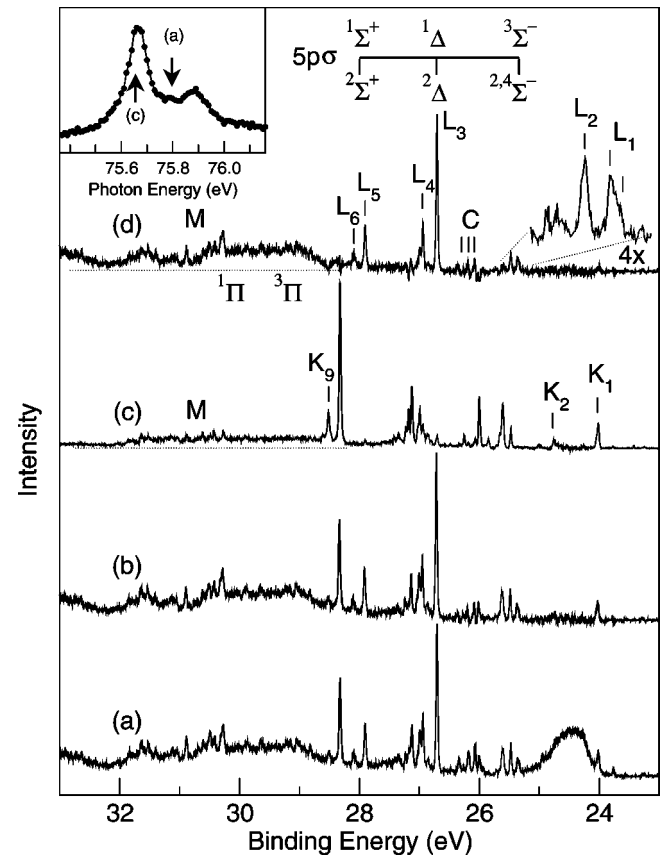 (a)
(c)
75.6 75.8 76.0
Photon Energy (eV)
5pσ
¹Σ⁺ ¹Δ ³Σ⁻
²Σ⁺ ²Δ ²,⁴Σ⁻
L₃
L₂
L₁
L₆
L₅
L₄
C
4x
(d)
M
¹Π ³Π
K₉
K₂
K₁
(c)
M
(b)
(a)
Intensity
32 30 28 26 24
Binding Energy (eV)